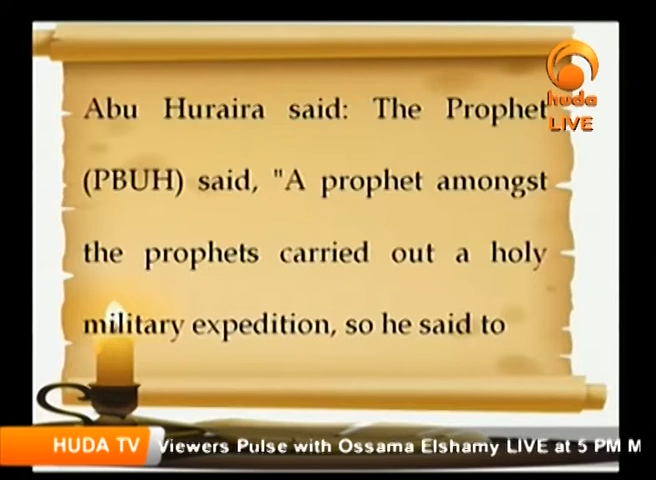 huda
LIVE
Abu Huraira said: The Prophet
(PBUH) said, "A prophet amongst
the prophets carried out a holy
military expedition, so he said to
HUDA TV Viewers Pulse with Ossama Elshamy LIVE at 5 PM M